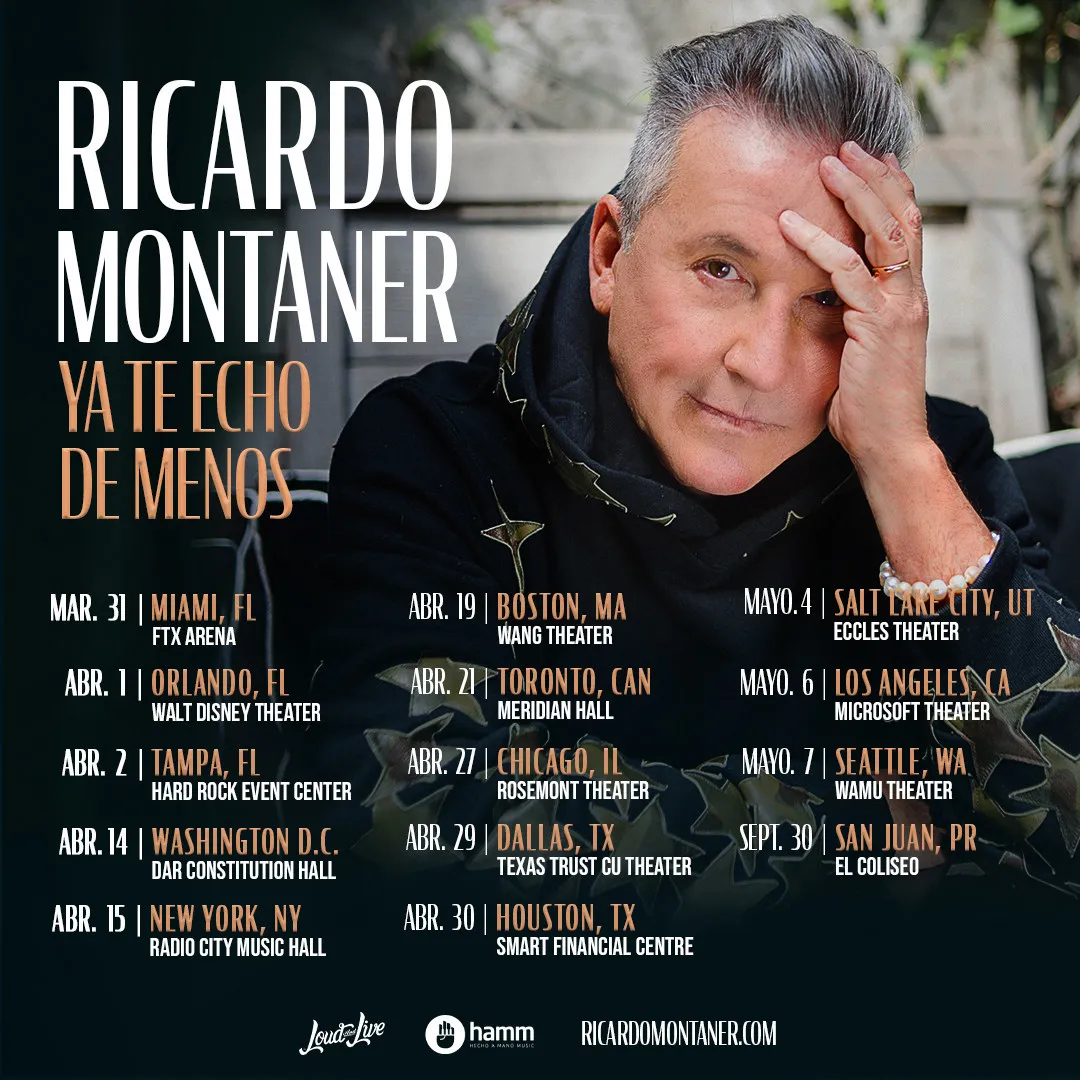 RICARDO
MONTANER
YA TE ECHO
DE MENOS
MAR. 31 | MIAMI, FL
FTX ARENA
ABR. 1 | ORLANDO, FL
WALT DISNEY THEATER
ABR. 2 | TAMPA, FL
HARD ROCK EVENT CENTER
ABR. 14 | WASHINGTON D.C.
DAR CONSTITUTION HALL
ABR. 15 | NEW YORK, NY
RADIO CITY MUSIC HALL
ABR. 19 | BOSTON, MA
WANG THEATER
ABR. 21 | TORONTO, CAN
MERIDIAN HALL
ABR. 27 | CHICAGO, IL
ROSEMONT THEATER
ABR. 29 | DALLAS, TX
TEXAS TRUST CU THEATER
ABR. 30 | HOUSTON, TX
SMART FINANCIAL CENTRE
MAYO. 4 | SALT LAKE CITY, UT
ECCLES THEATER
MAYO. 6 | LOS ANGELES, CA
MICROSOFT THEATER
MAYO. 7 | SEATTLE, WA
WAMU THEATER
SEPT. 30 | SAN JUAN, PR
EL COLISEO
Loud and Live
hamm
HECHO A MANO MUSIC
RICARDOMONTANER.COM